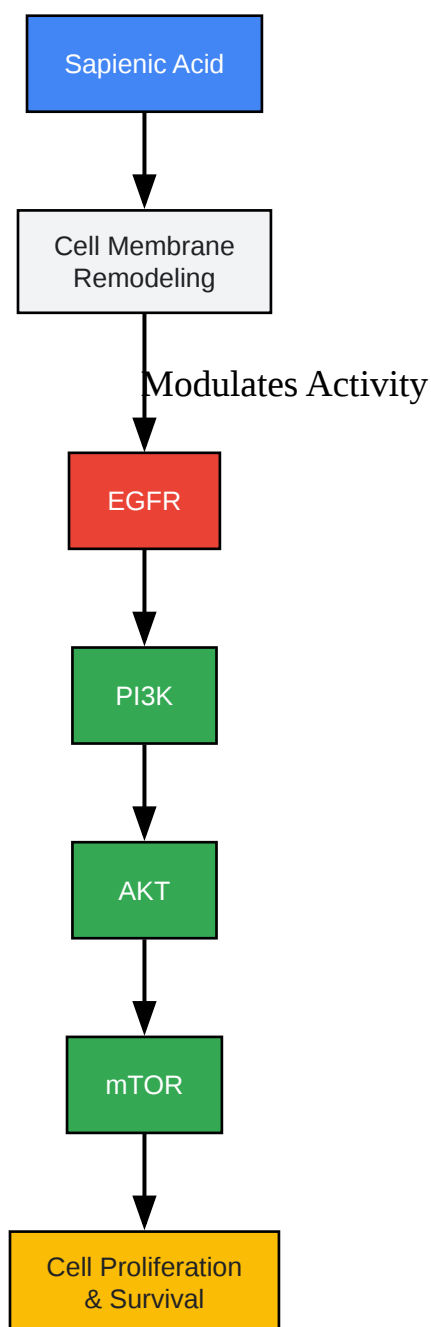 Sapienic Acid
Cell Membrane
Remodeling
Modulates Activity
EGFR
PI3K
AKT
mTOR
Cell Proliferation
& Survival